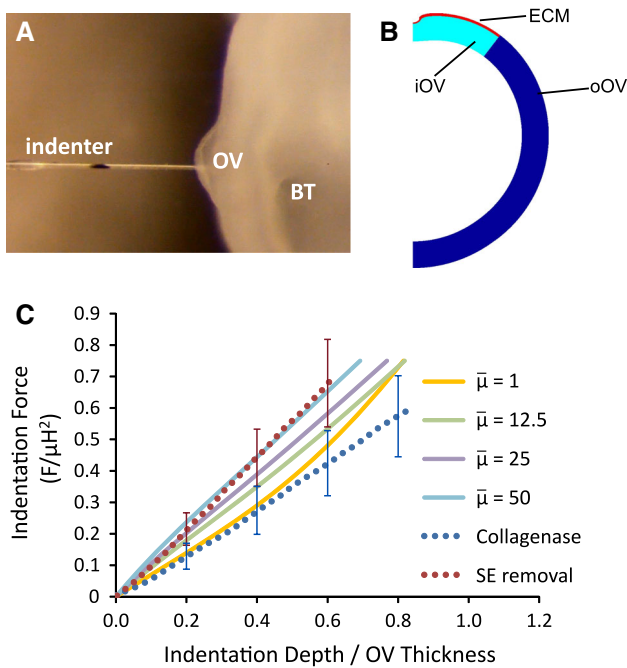 A
indenter
OV
BT
B
ECM
iOV
oOV
C
Indentation Force
(F/μH²)
0.9
0.8
0.7
0.6
0.5
0.4
0.3
0.2
0.1
0
0.0 0.2 0.4 0.6 0.8 1.0 1.2
Indentation Depth / OV Thickness
μ̅ = 1
μ̅ = 12.5
μ̅ = 25
μ̅ = 50
Collagenase
SE removal